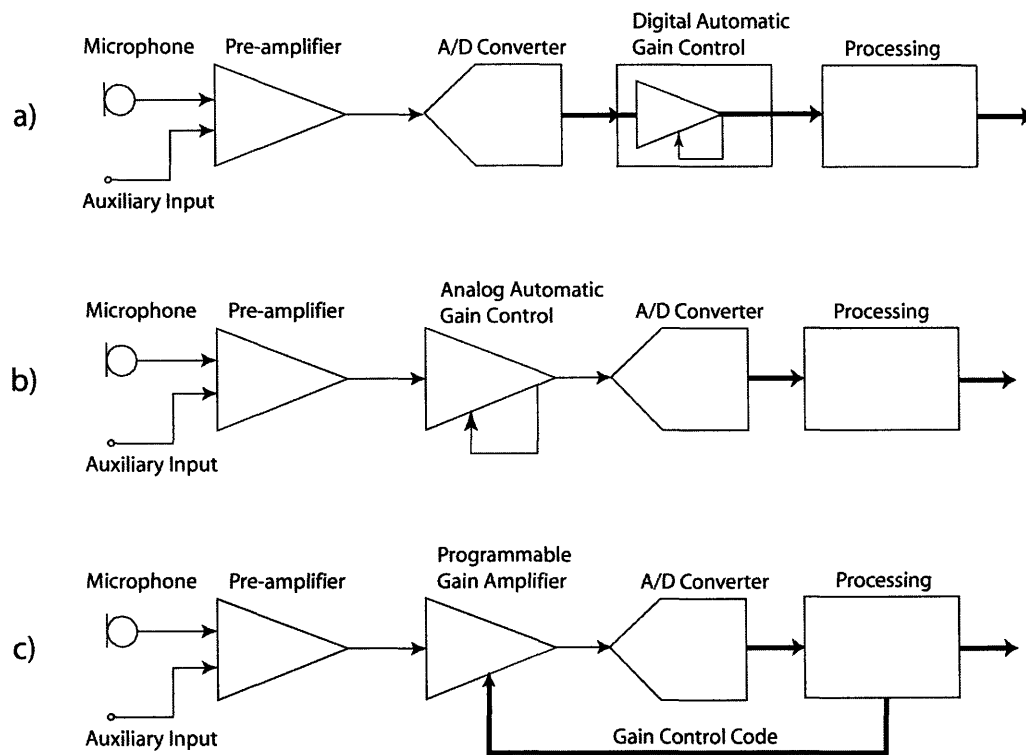 Digital Automatic
Microphone Pre-amplifier A/D Converter Gain Control Processing
a)
Auxiliary Input
Analog Automatic
Microphone Pre-amplifier Gain Control A/D Converter Processing
b)
Auxiliary Input
Programmable
Microphone Pre-amplifier Gain Amplifier A/D Converter Processing
c)
Auxiliary Input Gain Control Code